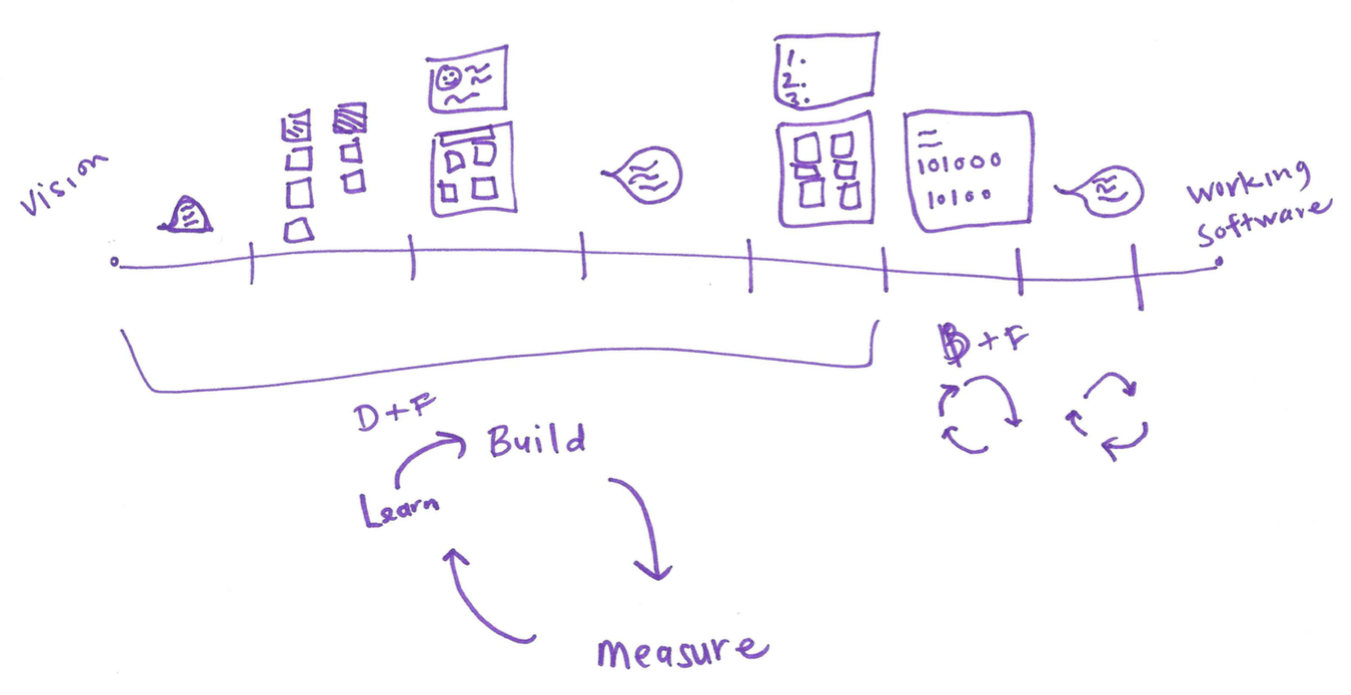 Vision
1.
2.
3.
101000
10100
Working
Software
D+F
B+F
Build
Learn
measure